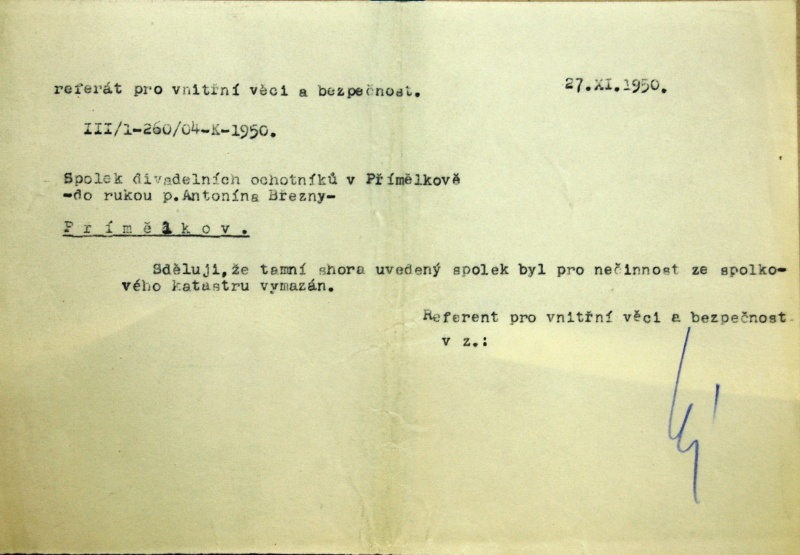 referát pro vnitřní věci a bezpečnost. 27.XI.1950.
III/1-260/04-K-1950.
Spolek divadelních ochotníků v Přímělkově
-do rukou p.Antonína Březny-
P r í m ě l k o v .
Sděluji,že tamní shora uvedený spolek byl pro nečinnost ze spolko-
vého katastru vymazán.
Referent pro vnitřní věci a bezpečnost
v z.: